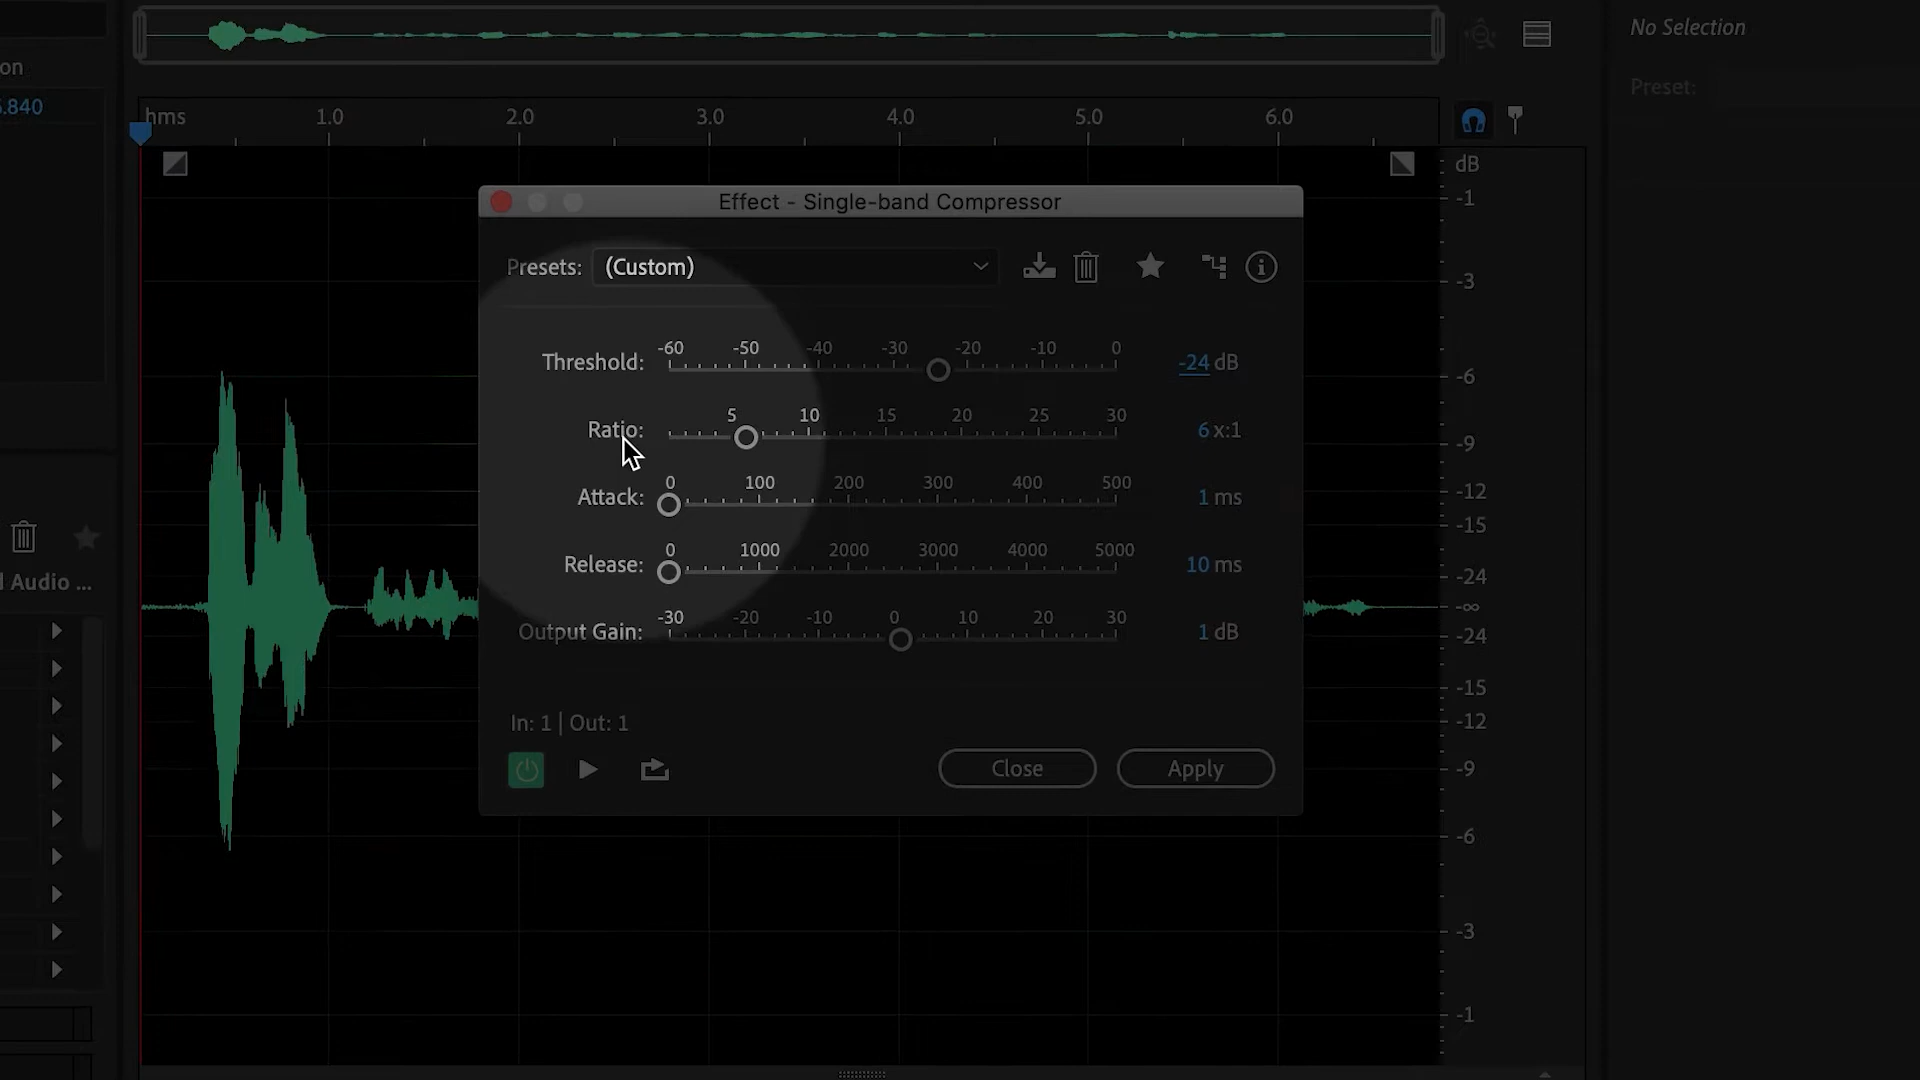 No Selection
on
Preset:
5.840
hms 1.0 2.0 3.0 4.0 5.0 6.0
dB
-1
-3
-6
-9
-12
-15
-24
-∞
-24
-15
-12
-9
-6
-3
-1
Effect - Single-band Compressor
Presets: (Custom)
-60 -50 -40 -30 -20 -10 0
Threshold: -24 dB
5 10 15 20 25 30
Ratio: 6 x:1
0 100 200 300 400 500
Attack: 1 ms
0 1000 2000 3000 4000 5000
Release: 10 ms
-30 -20 -10 0 10 20 30
Output Gain: 1 dB
In: 1 | Out: 1
Close Apply
d Audio ...